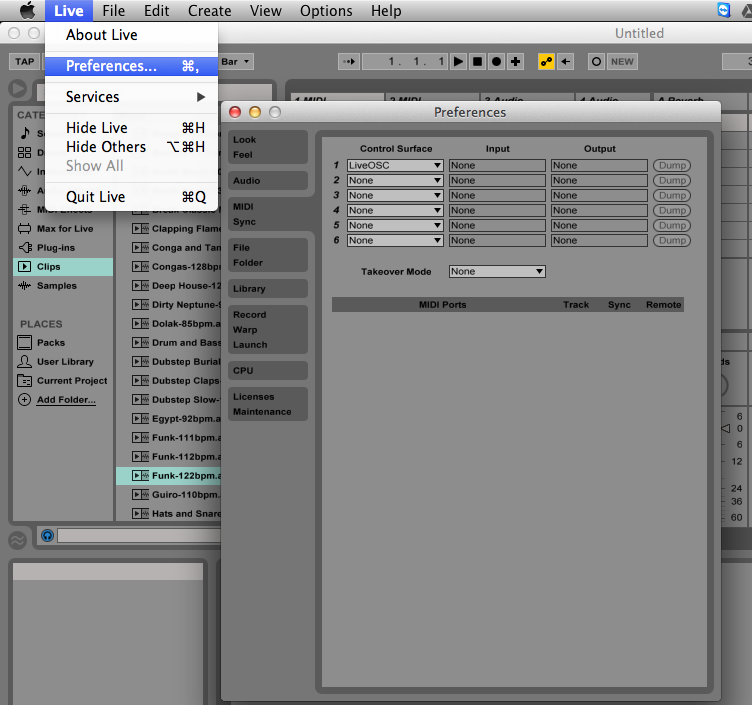 Live File Edit Create View Options Help
About Live
Preferences... ⌘,
Services
Hide Live ⌘H
Hide Others ⌥⌘H
Show All
Quit Live ⌘Q
Untitled
TAP
Bar
1. 1. 1
NEW
1 MIDI 2 MIDI 3 Audio 4 Audio A Reverb
CATE
Max for Live
Plug-ins
Clips
Samples
PLACES
Packs
User Library
Current Project
Add Folder...
Clapping Flame
Conga and Tan
Congas-128bp
Deep House-12
Dirty Neptune-9
Dolak-85bpm.a
Drum and Bass
Dubstep Burial
Dubstep Claps-
Dubstep Slow-
Egypt-92bpm.a
Funk-111bpm.a
Funk-112bpm.a
Funk-122bpm.a
Guiro-110bpm.a
Hats and Snare
Preferences
Look
Feel
Audio
MIDI
Sync
File
Folder
Library
Record
Warp
Launch
CPU
Licenses
Maintenance
Control Surface Input Output
1 LiveOSC None None Dump
2 None None None Dump
3 None None None Dump
4 None None None Dump
5 None None None Dump
6 None None None Dump
Takeover Mode None
MIDI Ports Track Sync Remote
ds
6
0
6
12
24
36
60